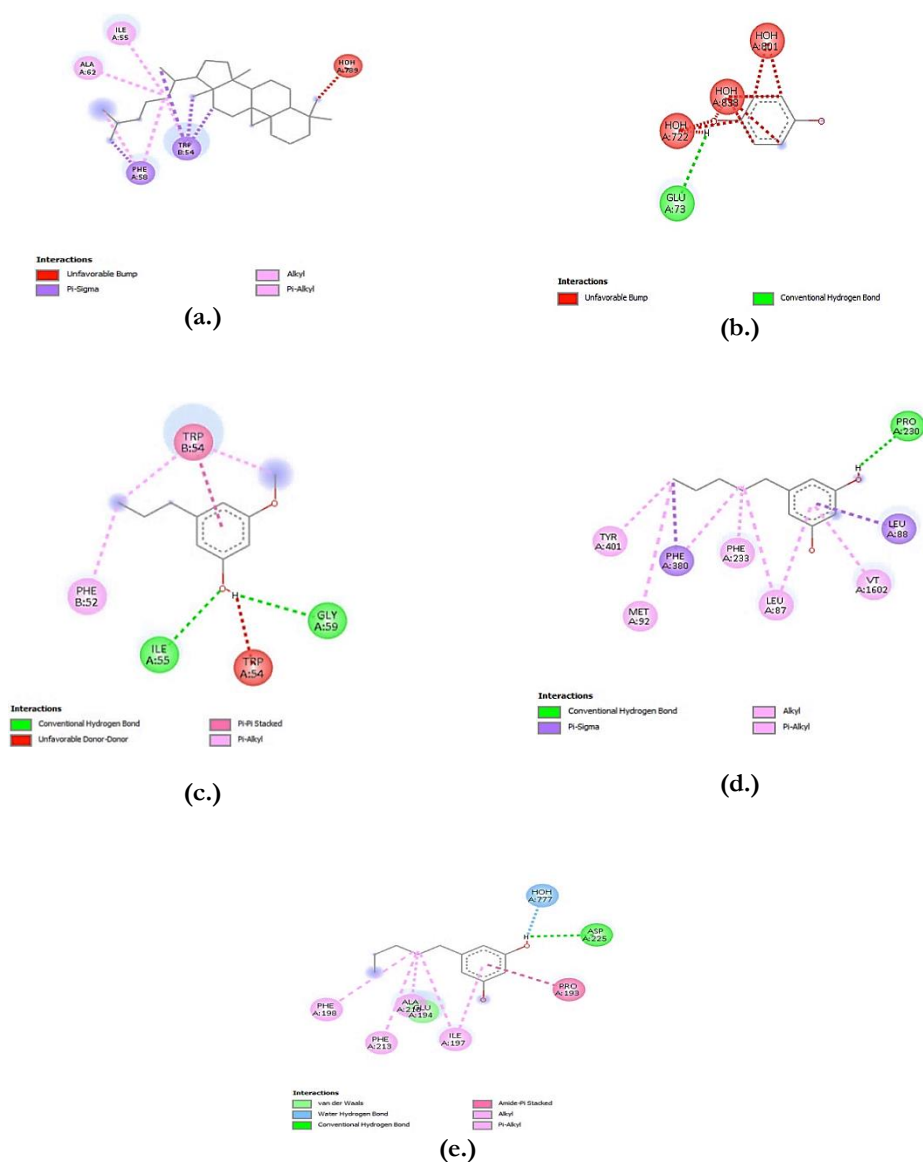 ILE
A:55
ALA
A:62
HOH
A:789
TRP
B:54
PHE
A:58
Interactions
Unfavorable Bump
Pi-Sigma
Alkyl
Pi-Alkyl
(a.)
HOH
A:801
HOH
A:838
HOH
A:722
H
O
GLU
A:73
Interactions
Unfavorable Bump
Conventional Hydrogen Bond
(b.)
TRP
B:54
O
PHE
B:52
O
H
GLY
A:59
ILE
A:55
TRP
A:54
Interactions
Conventional Hydrogen Bond
Unfavorable Donor-Donor
Pi-Pi Stacked
Pi-Alkyl
(c.)
PRO
A:230
H
O
LEU
A:88
TYR
A:401
PHE
A:380
PHE
A:233
O
VT
A:1602
MET
A:92
LEU
A:87
Interactions
Conventional Hydrogen Bond
Pi-Sigma
Alkyl
Pi-Alkyl
(d.)
HOH
A:777
H
O
ASP
A:225
PRO
A:193
O
PHE
A:198
ALA
GLU
A:194
PHE
A:213
ILE
A:197
Interactions
van der Waals
Water Hydrogen Bond
Conventional Hydrogen Bond
Amide-Pi Stacked
Alkyl
Pi-Alkyl
(e.)